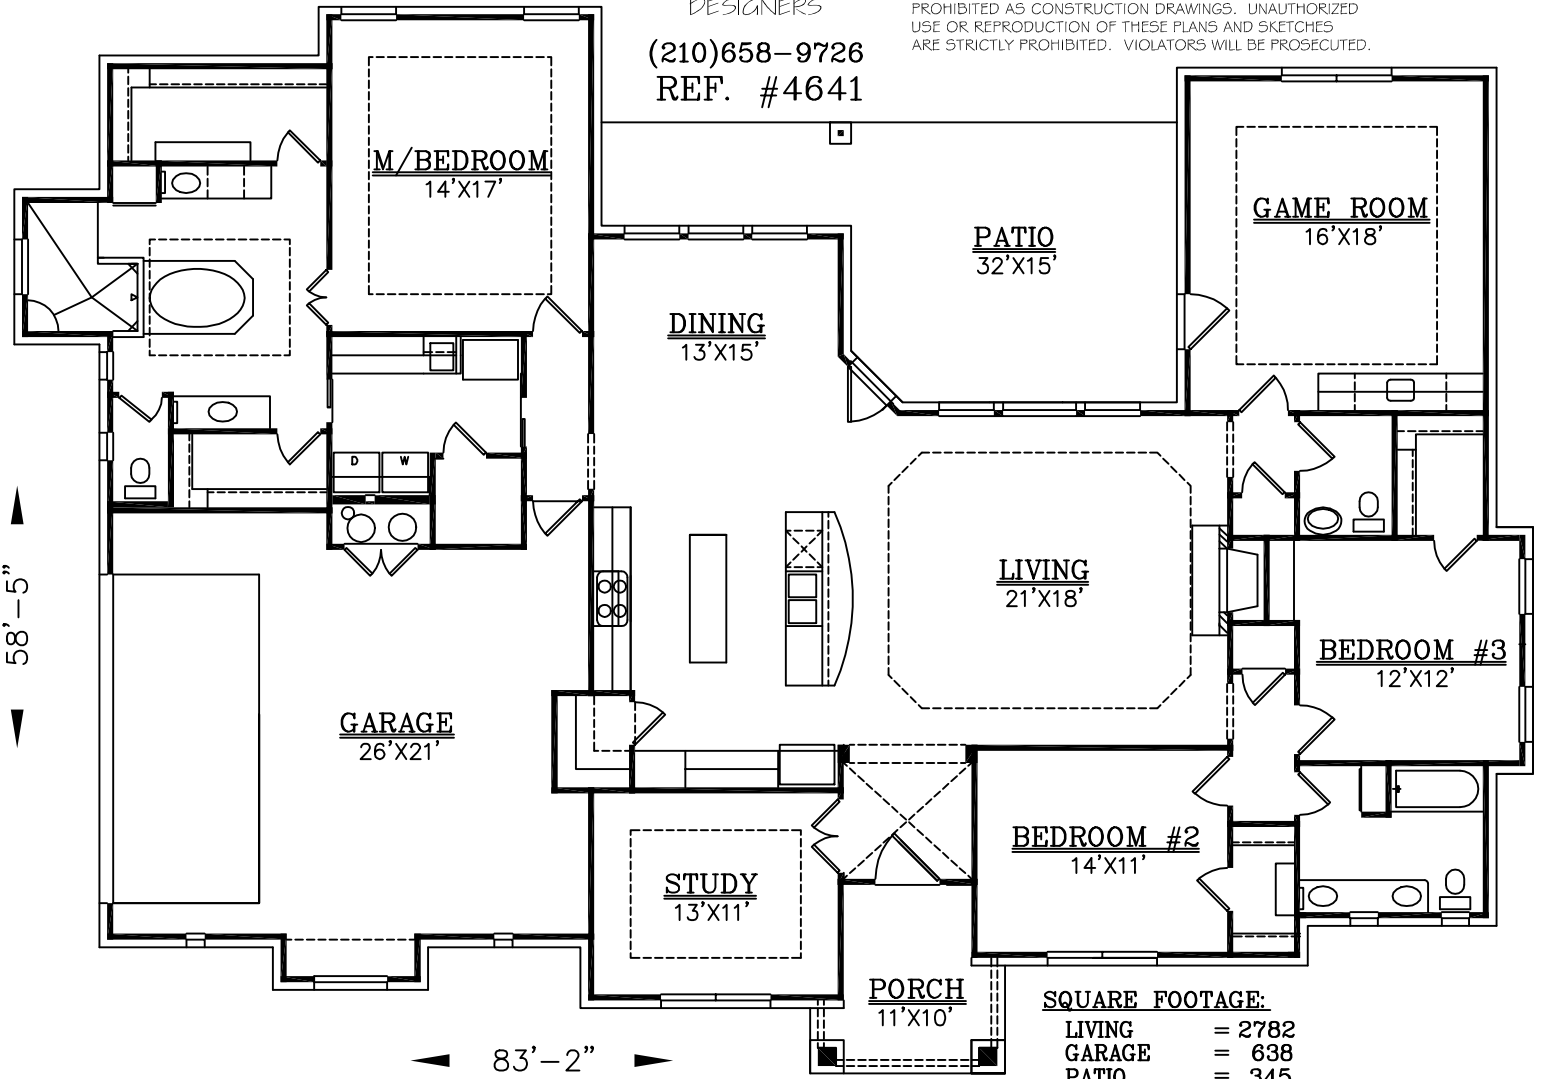 DESIGNERS
(210)658-9726
REF. #4641
PROHIBITED AS CONSTRUCTION DRAWINGS. UNAUTHORIZED
USE OR REPRODUCTION OF THESE PLANS AND SKETCHES
ARE STRICTLY PROHIBITED. VIOLATORS WILL BE PROSECUTED.
M/BEDROOM
14'X17'
GAME ROOM
16'X18'
PATIO
32'X15'
DINING
13'X15'
D W
LIVING
21'X18'
58'-5"
BEDROOM #3
12'X12'
GARAGE
26'X21'
BEDROOM #2
14'X11'
STUDY
13'X11'
PORCH
11'X10'
83'-2"
SQUARE FOOTAGE:
LIVING = 2782
GARAGE = 638
PATIO = 345